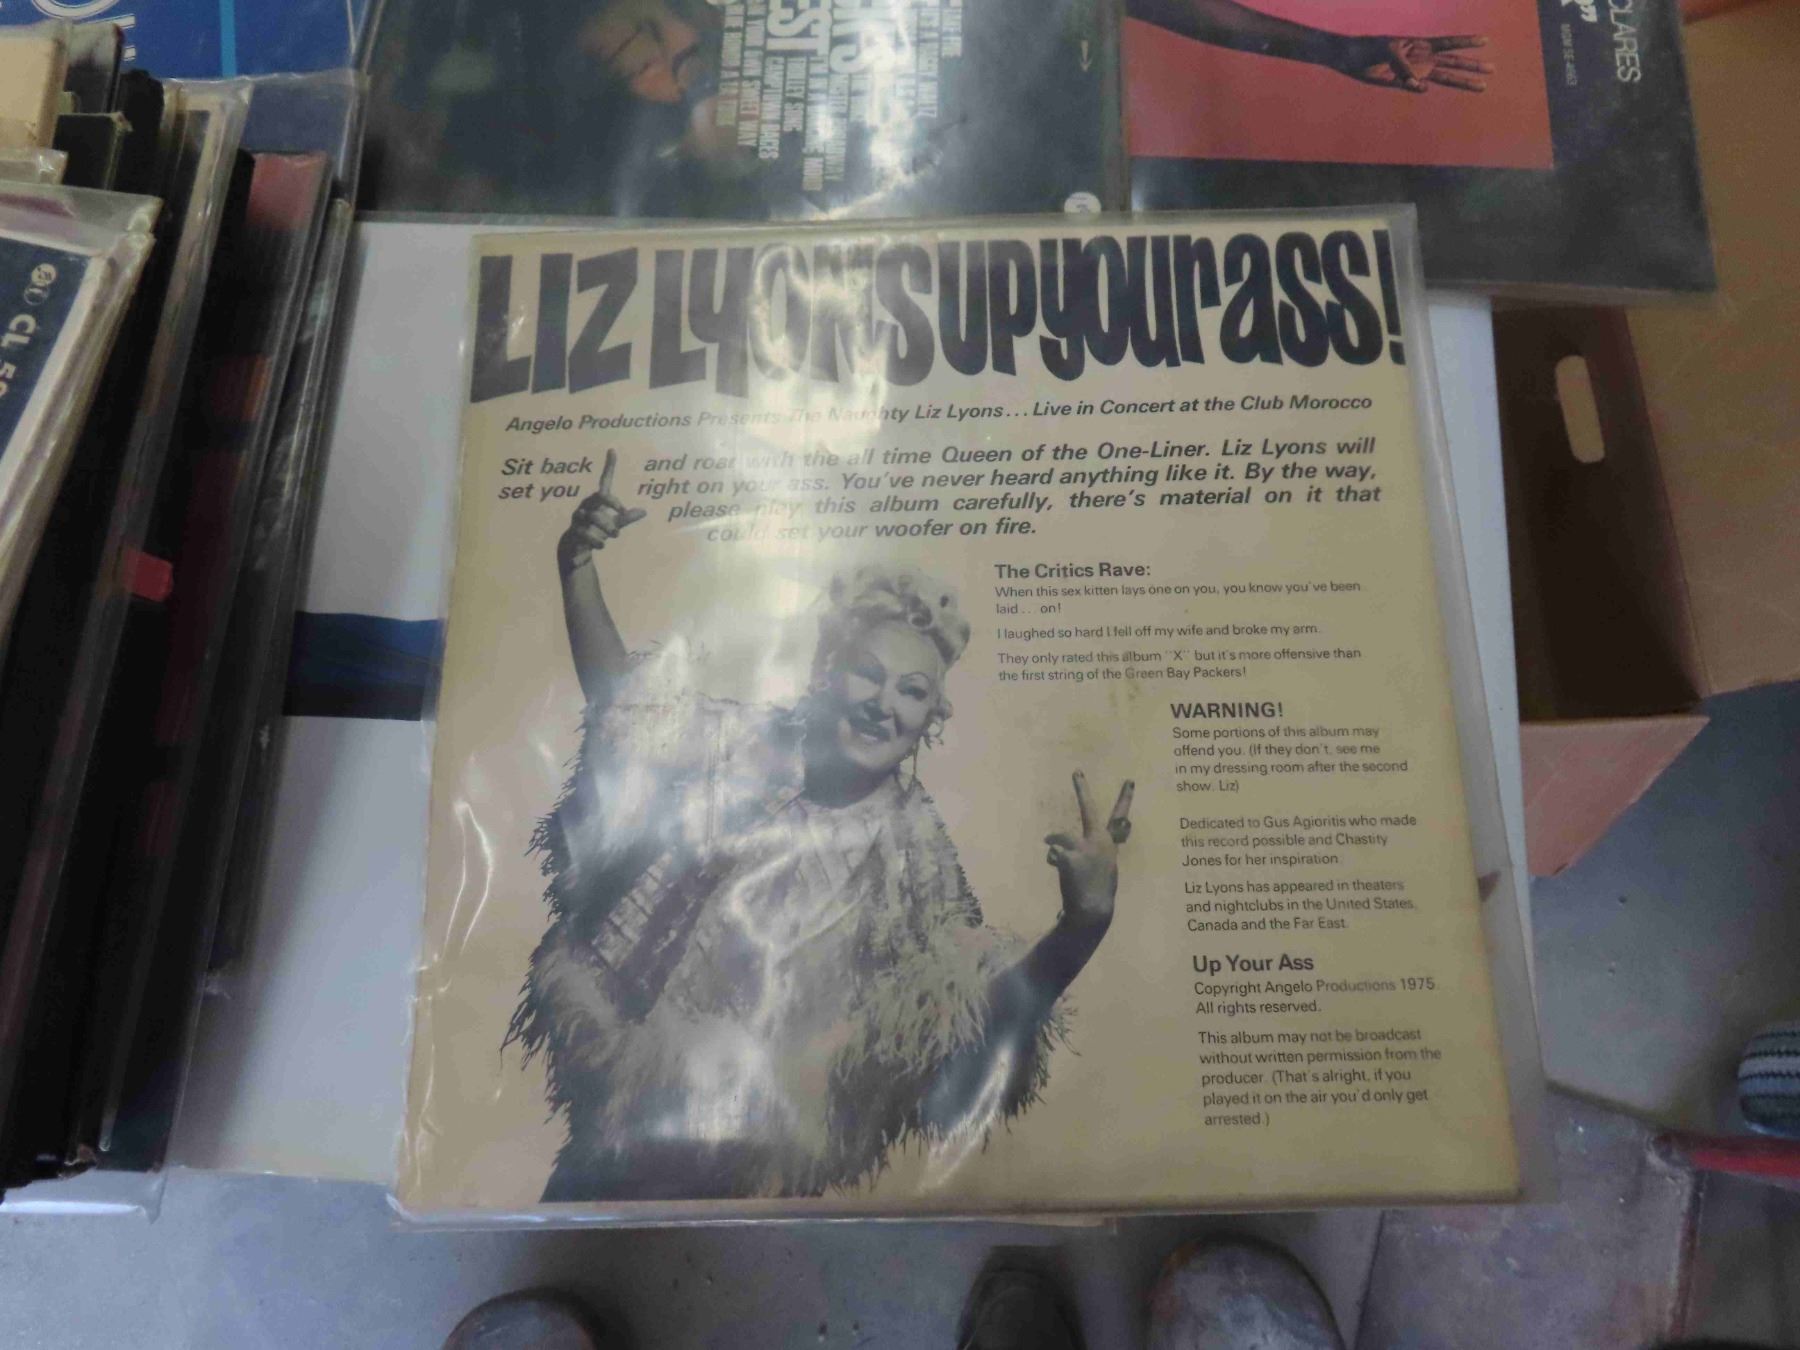 LIZ LYONS UP YOUR ASS!
Angelo Productions Presents The Naughty Liz Lyons... Live in Concert at the Club Morocco
Sit back and roar with the all time Queen of the One-Liner. Liz Lyons will
set you right on your ass. You've never heard anything like it. By the way,
please play this album carefully, there's material on it that
could set your woofer on fire.
The Critics Rave:
When this sex kitten lays one on you, you know you've been
laid... on!
I laughed so hard I fell off my wife and broke my arm.
They only rated this album "X" but it's more offensive than
the first string of the Green Bay Packers!
WARNING!
Some portions of this album may
offend you. (If they don't, see me
in my dressing room after the second
show. Liz)
Dedicated to Gus Agioritis who made
this record possible and Chastity
Jones for her inspiration.
Liz Lyons has appeared in theaters
and nightclubs in the United States,
Canada and the Far East.
Up Your Ass
Copyright Angelo Productions 1975
All rights reserved.
This album may not be broadcast
without written permission from the
producer. (That's alright, if you
played it on the air you'd only get
arrested.)
CLARES
CL 59